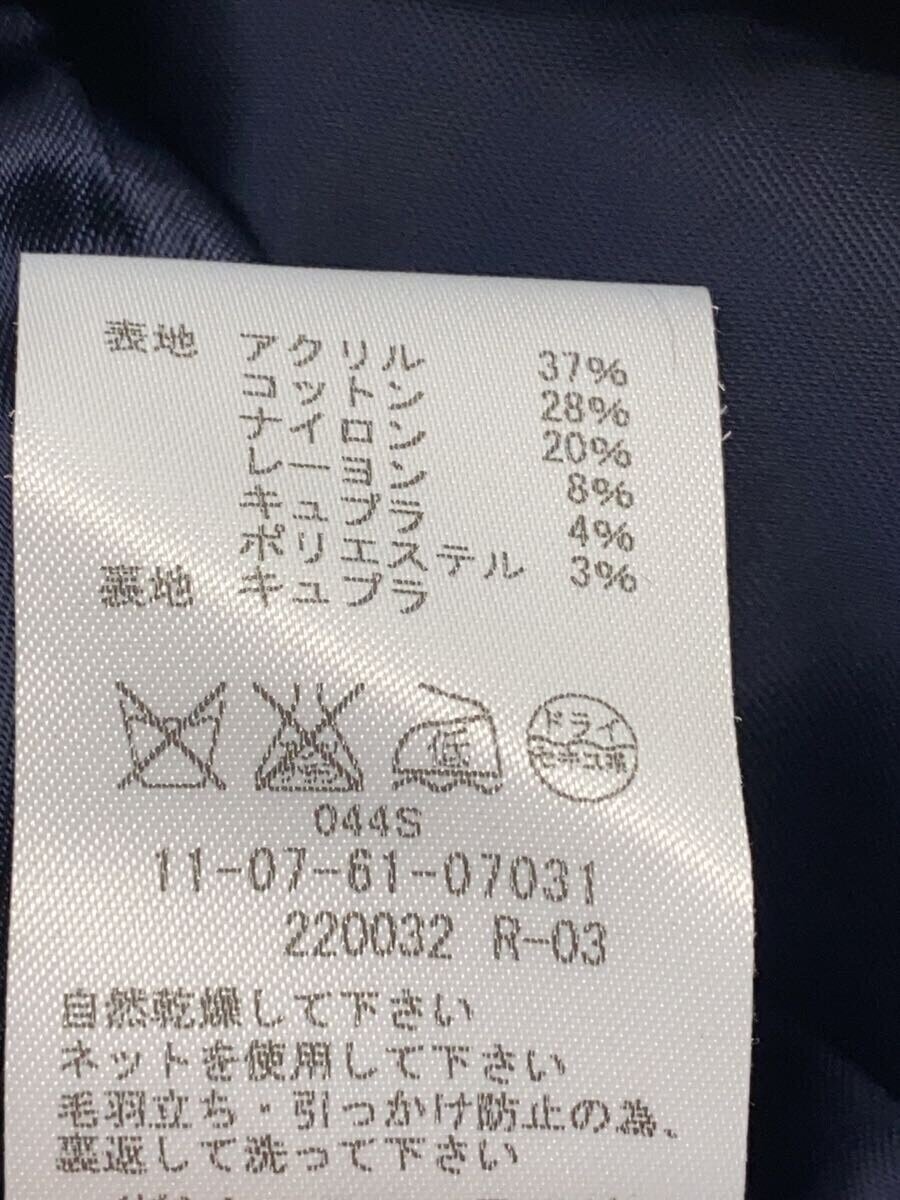 表地 アクリル 37%
コットン 28%
ナイロン 20%
レーヨン 8%
キュプラ 4%
ポリエステル 3%
裏地 キュプラ
低
ドライ
セキユ系
044S
11-07-61-07031
220032 R-03
自然乾燥して下さい
ネットを使用して下さい
毛羽立ち・引っかけ防止の為、
裏返して洗って下さい